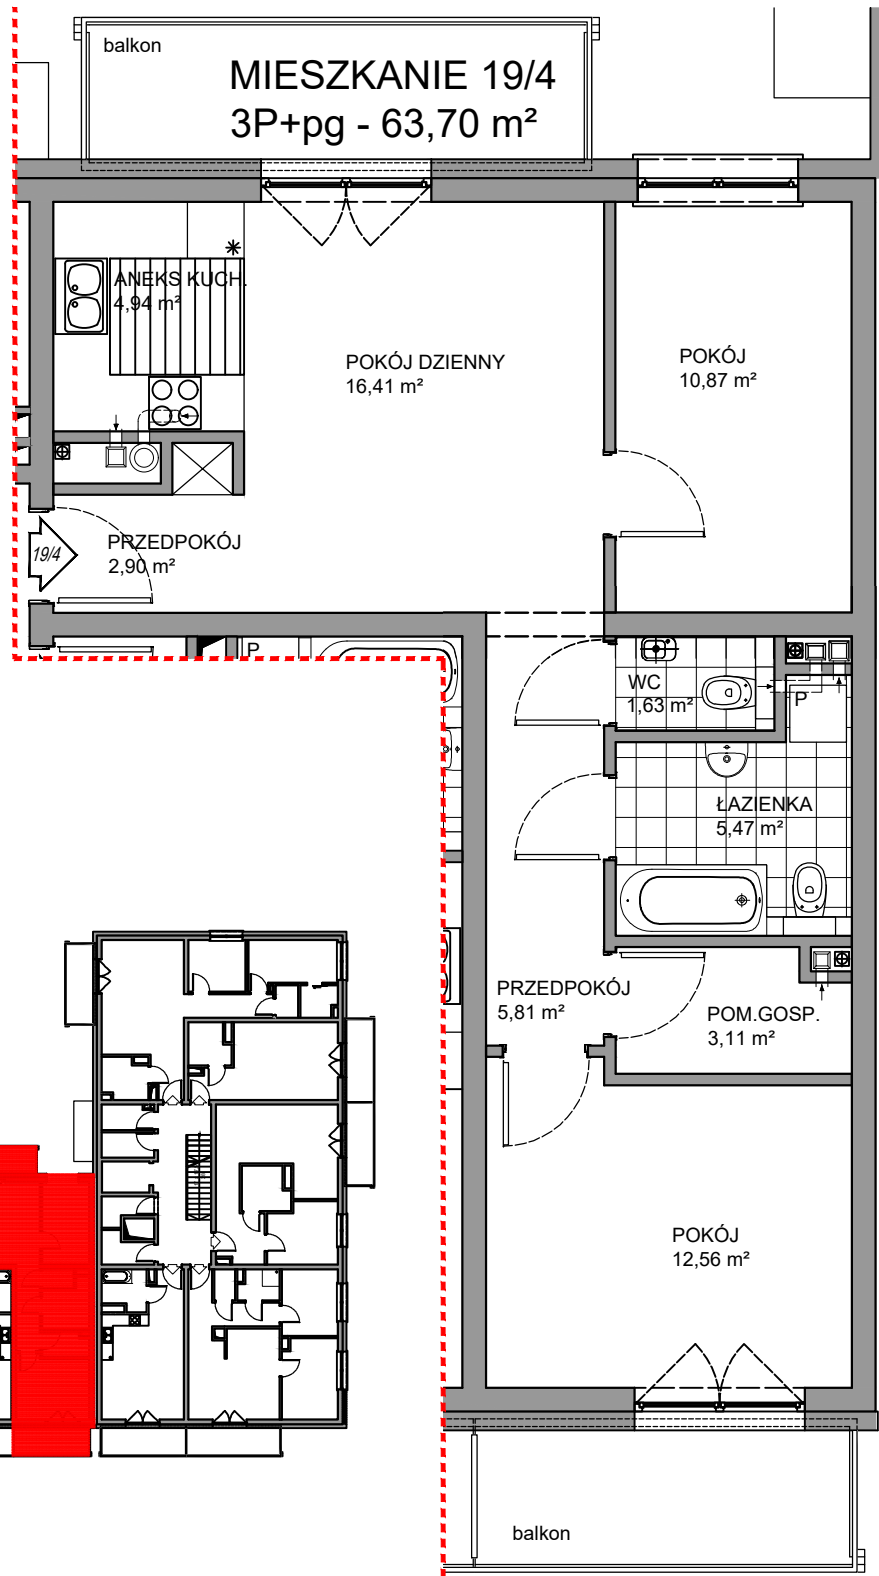 balkon
MIESZKANIE 19/4
3P+pg - 63,70 m²
ANEKS KUCH.
4,94 m²
POKÓJ DZIENNY
16,41 m²
POKÓJ
10,87 m²
19/4
PRZEDPOKÓJ
2,90 m²
P
WC
1,63 m²
P
ŁAZIENKA
5,47 m²
PRZEDPOKÓJ
5,81 m²
POM.GOSP.
3,11 m²
POKÓJ
12,56 m²
balkon